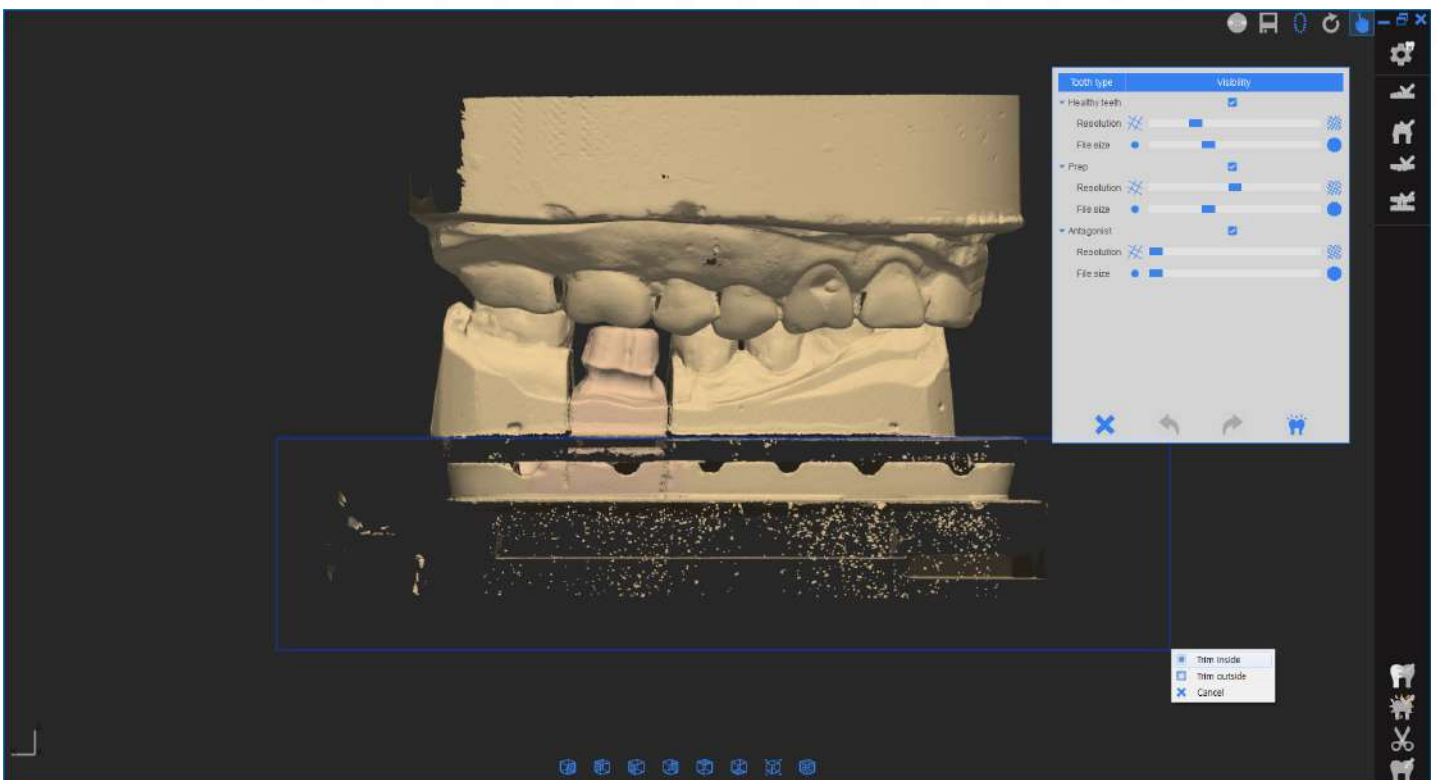 Tooth type Visibility
Healthy teeth
Resolution
File size
Prep
Resolution
File size
Antagonist
Resolution
File size
Trim inside
Trim outside
Cancel